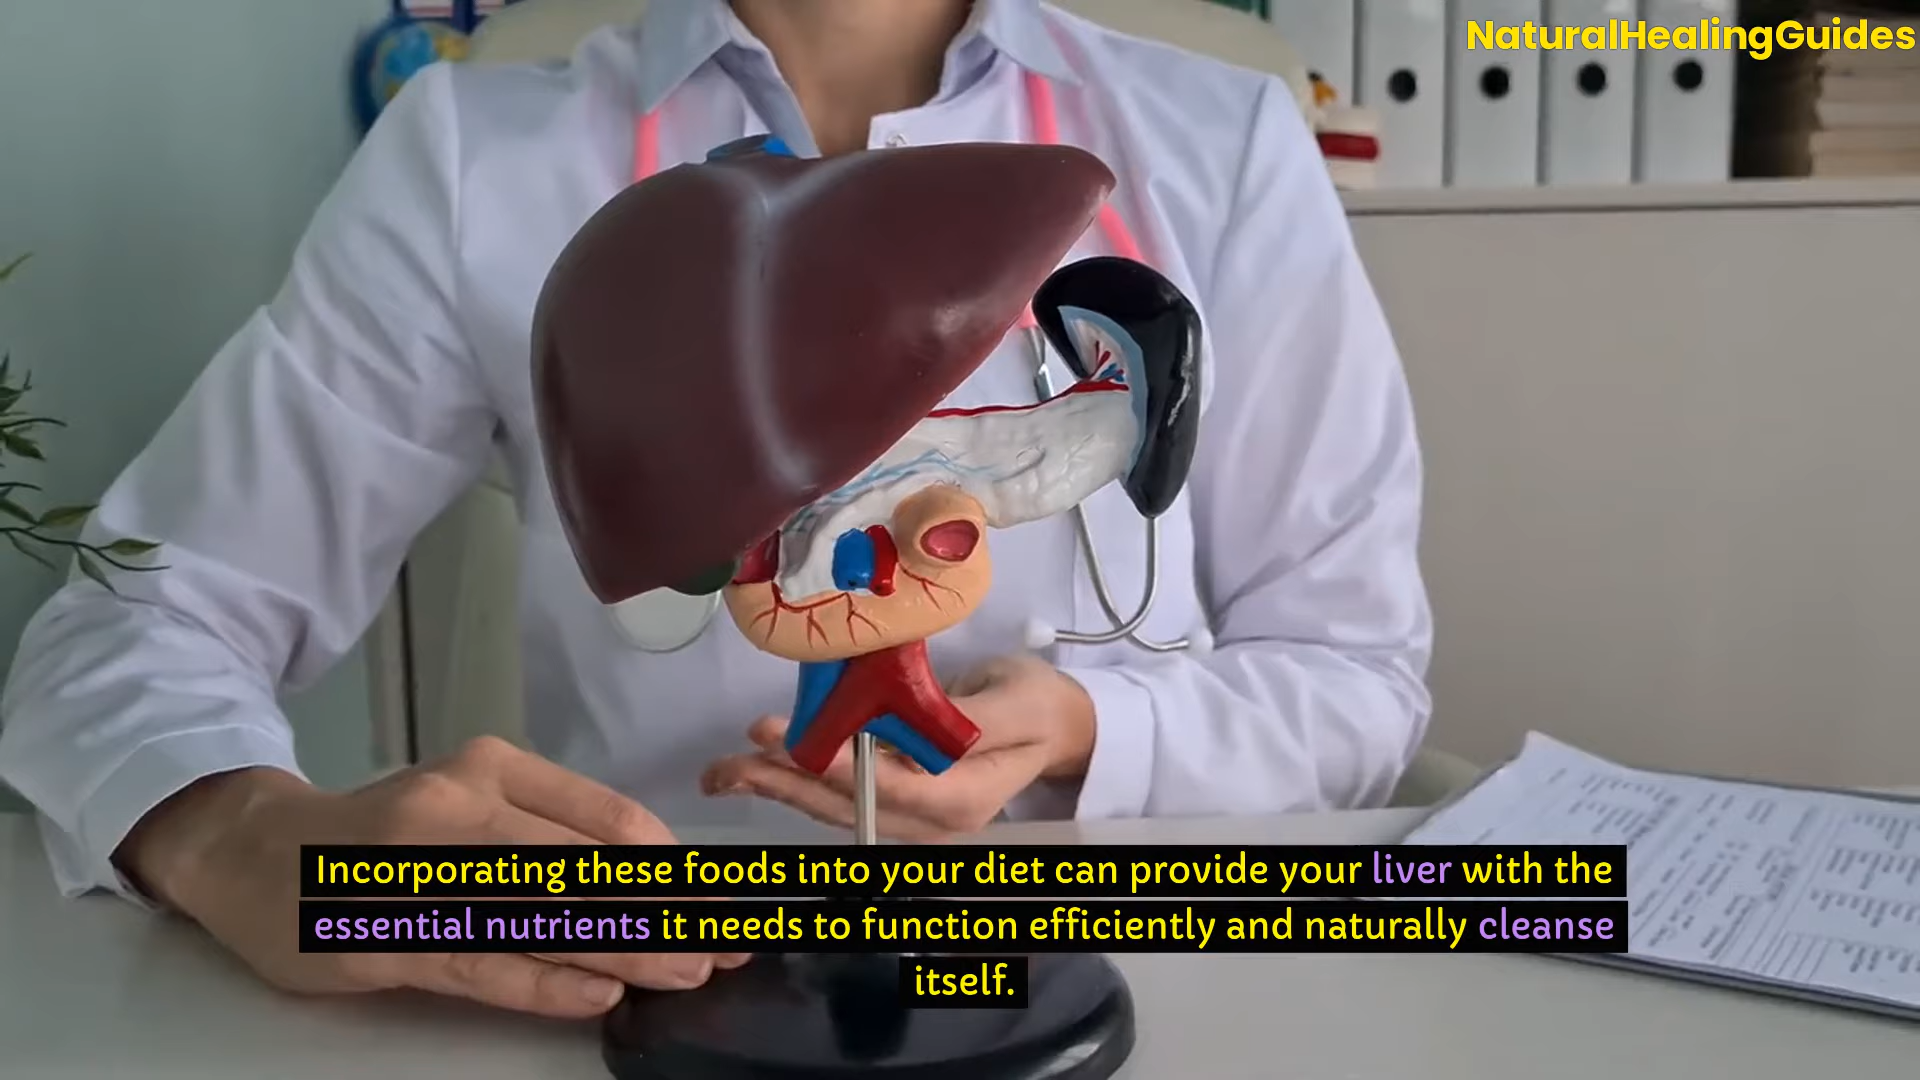 NaturalHealingGuides
Incorporating these foods into your diet can provide your liver with the
essential nutrients it needs to function efficiently and naturally cleanse
itself.